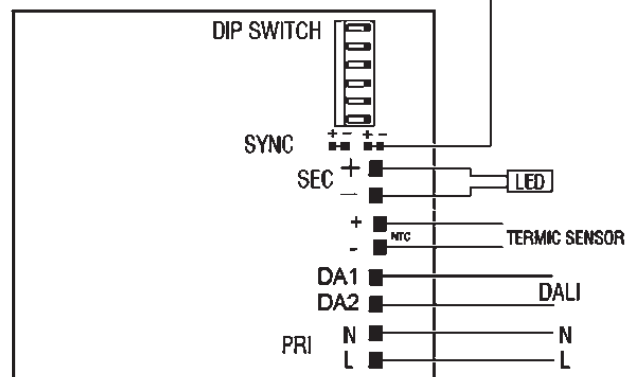 DIP SWITCH
+ - + -
SYNC
SEC +
- LED
+ NTC
- TERMIC SENSOR
DA1
DA2 DALI
PRI N N
L L